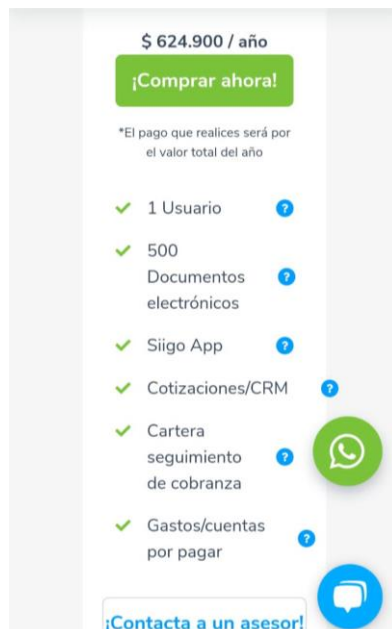 $ 624.900 / año
¡Comprar ahora!
*El pago que realices será por
el valor total del año
1 Usuario
?
500
Documentos
electrónicos
?
Siigo App
?
Cotizaciones/CRM
?
Cartera
seguimiento
de cobranza
?
Gastos/cuentas
por pagar
?
¡Contacta a un asesor!